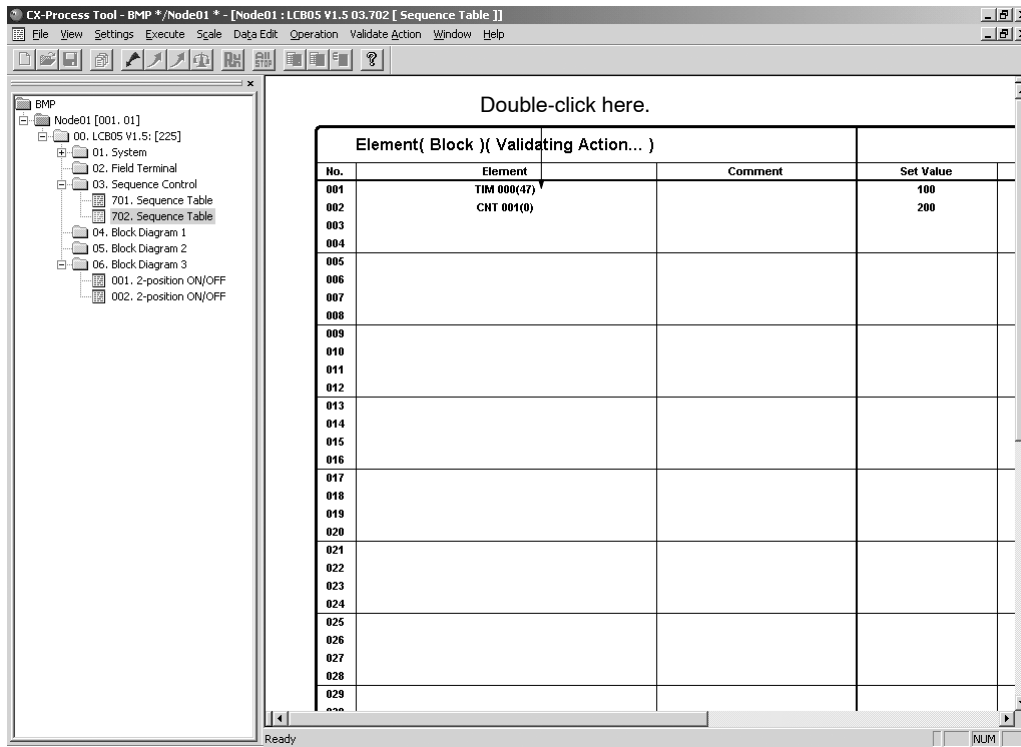 CX-Process Tool - BMP */Node01 * - [Node01 : LCB05 V1.5 03.702 [ Sequence Table ]]
File View Settings Execute Scale Data Edit Operation Validate Action Window Help
BMP
Node01 [001. 01]
00. LCB05 V1.5: [225]
01. System
02. Field Terminal
03. Sequence Control
701. Sequence Table
702. Sequence Table
04. Block Diagram 1
05. Block Diagram 2
06. Block Diagram 3
001. 2-position ON/OFF
002. 2-position ON/OFF
Double-click here.
Element( Block )( Validating Action... )
No. Element Comment Set Value
001 TIM 000(47) 100
002 CNT 001(0) 200
003
004
005
006
007
008
009
010
011
012
013
014
015
016
017
018
019
020
021
022
023
024
025
026
027
028
029
Ready NUM